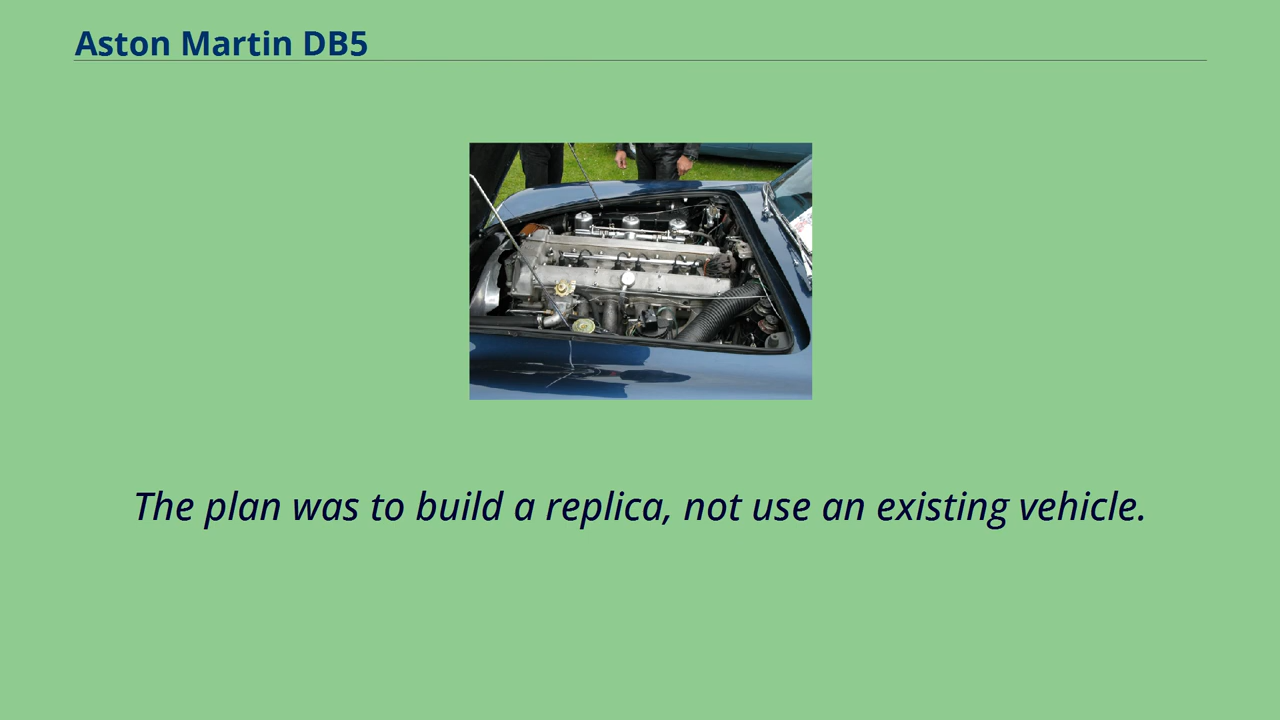 Aston Martin DB5
The plan was to build a replica, not use an existing vehicle.